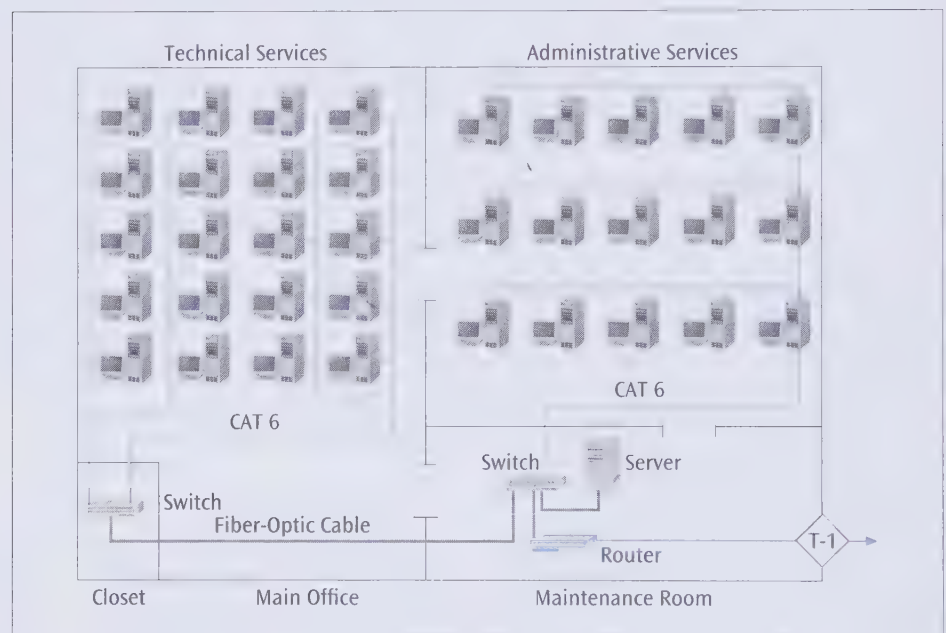 Technical Services
Administrative Services
CAT 6
CAT 6
Switch
Server
Switch
Fiber-Optic Cable
Router
T-1
Closet
Main Office
Maintenance Room